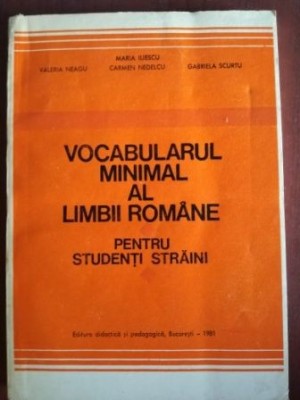 MARIA ILIESCU
VALERIA NEAGU CARMEN NEDELCU GABRIELA SCURTU
VOCABULARUL
MINIMAL
AL
LIMBII ROMÂNE
PENTRU
STUDENȚI STRĂINI
Editura didactică și pedagogică, București – 1981